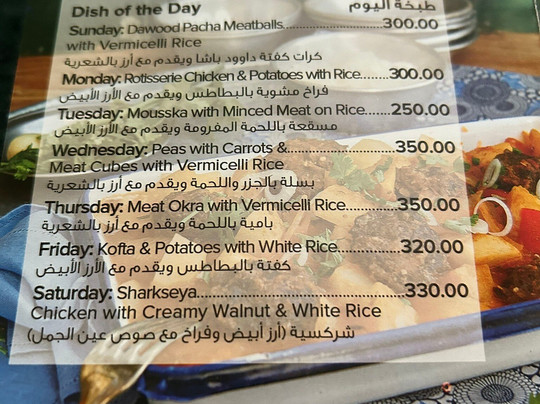 Dish of the Day طبخة اليوم
Sunday: Dawood Pacha Meatballs..................300.00
with Vermicelli Rice
كرات كفتة داوود باشا ويقدم مع أرز بالشعرية
Monday: Rotisserie Chicken & Potatoes with Rice.......300.00
فراخ مشوية بالبطاطس ويقدم مع الأرز الأبيض
Tuesday: Mousska with Minced Meat on Rice.......250.00
مسقعة باللحمة المفرومة ويقدم مع الأرز الأبيض
Wednesday: Peas with Carrots &.......................350.00
Meat Cubes with Vermicelli Rice
بسلة بالجزر واللحمة ويقدم مع أرز بالشعرية
Thursday: Meat Okra with Vermicelli Rice...........350.00
بامية باللحمة ويقدم مع أرز بالشعرية
Friday: Kofta & Potatoes with White Rice.............320.00
كفتة بالبطاطس ويقدم مع الأرز الأبيض
Saturday: Sharkseya..........................................330.00
Chicken with Creamy Walnut & White Rice
شركسية (أرز أبيض وفراخ مع صوص عين الجمل)